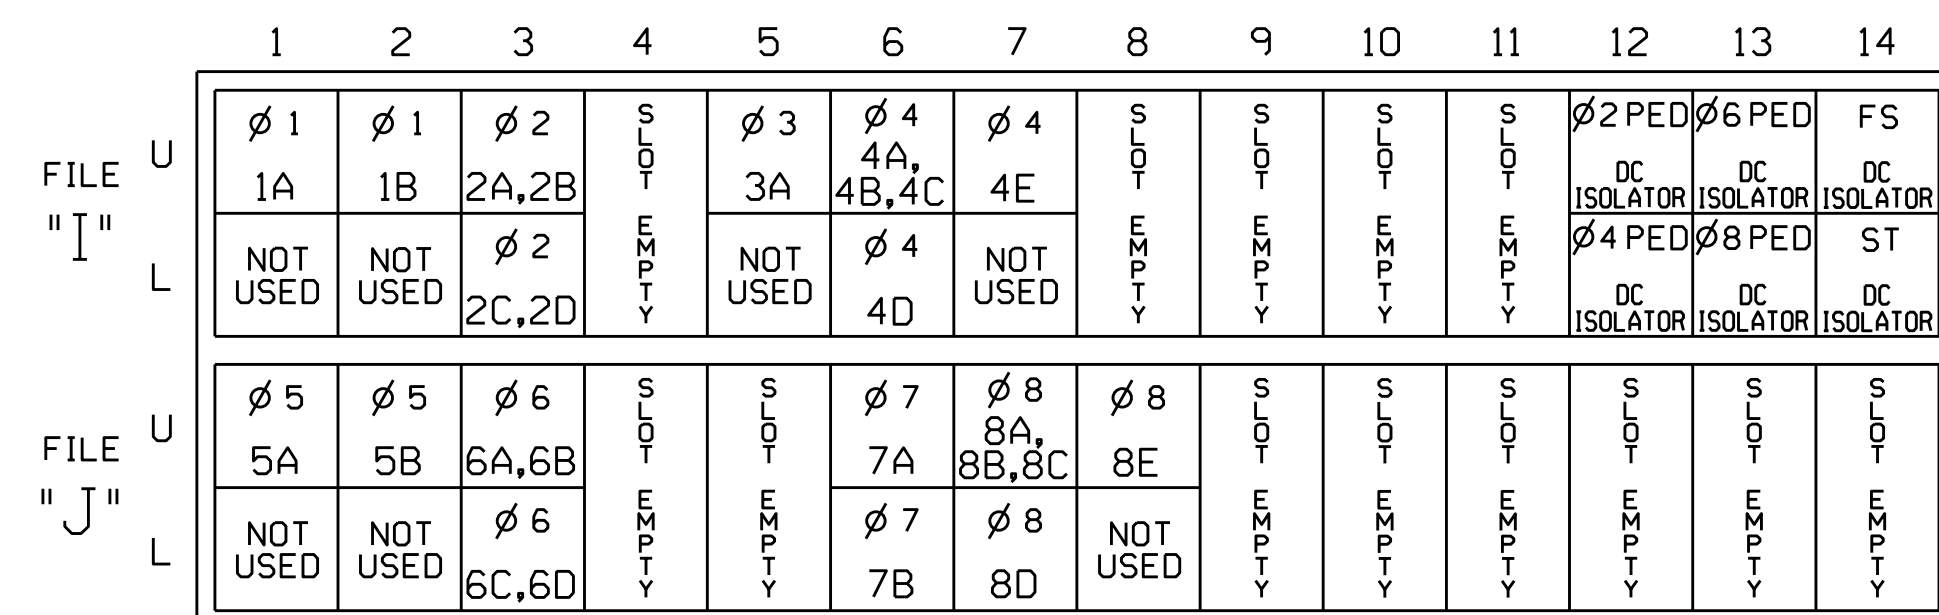 1 2 3 4 5 6 7 8 9 10 11 12 13 14
FILE "I"
U
Ø 1 1A
Ø 1 1B
Ø 2 2A,2B
SLOT EMPTY
Ø 3 3A
Ø 4 4A, 4B,4C
Ø 4 4E
SLOT EMPTY
SLOT EMPTY
SLOT EMPTY
SLOT EMPTY
Ø2 PED DC ISOLATOR
Ø6 PED DC ISOLATOR
FS DC ISOLATOR
L
NOT USED
NOT USED
Ø 2 2C,2D
NOT USED
Ø 4 4D
NOT USED
Ø4 PED DC ISOLATOR
Ø8 PED DC ISOLATOR
ST DC ISOLATOR
FILE "J"
U
Ø 5 5A
Ø 5 5B
Ø 6 6A,6B
SLOT EMPTY
SLOT EMPTY
Ø 7 7A
Ø 8 8A, 8B,8C
Ø 8 8E
SLOT EMPTY
SLOT EMPTY
SLOT EMPTY
SLOT EMPTY
SLOT EMPTY
SLOT EMPTY
L
NOT USED
NOT USED
Ø 6 6C,6D
Ø 7 7B
Ø 8 8D
NOT USED